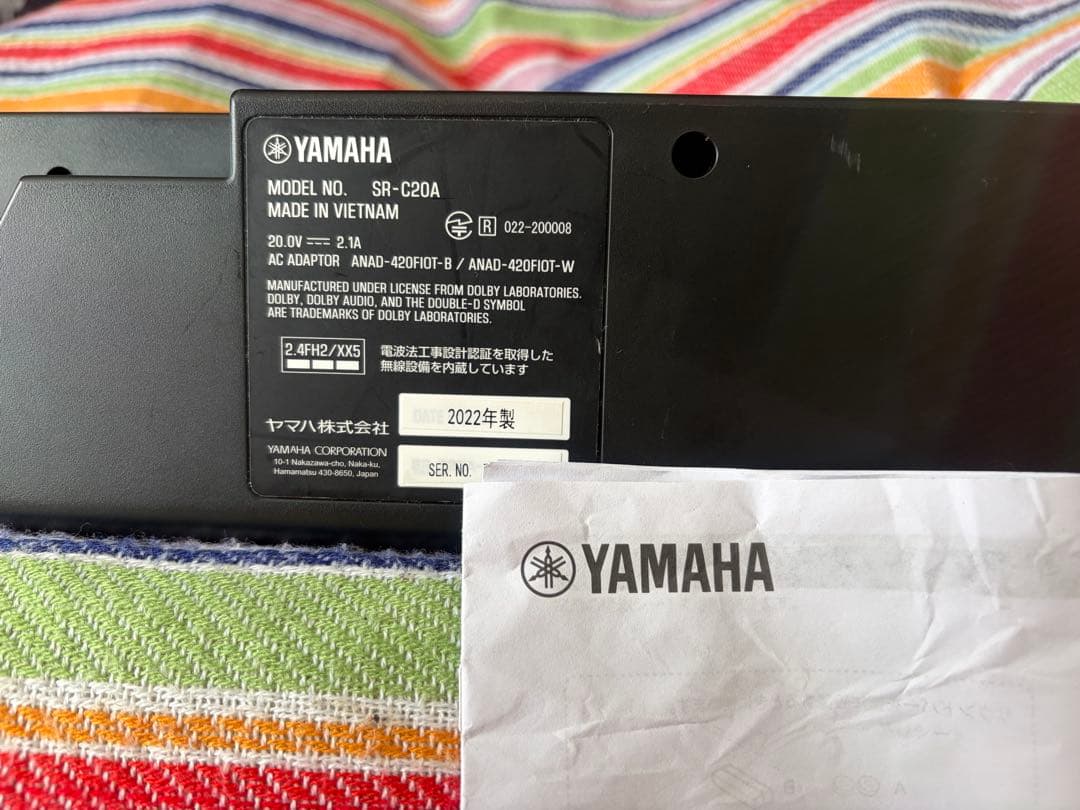 YAMAHA
MODEL NO. SR-C20A
MADE IN VIETNAM
R 022-200008
20.0V 2.1A
AC ADAPTOR ANAD-420FIOT-B / ANAD-420FIOT-W
MANUFACTURED UNDER LICENSE FROM DOLBY LABORATORIES.
DOLBY, DOLBY AUDIO, AND THE DOUBLE-D SYMBOL
ARE TRADEMARKS OF DOLBY LABORATORIES.
2.4FH2/XX5
電波法工事設計認証を取得した
無線設備を内蔵しています
DATE 2022年製
ヤマハ株式会社
YAMAHA CORPORATION
10-1 Nakazawa-cho, Naka-ku,
Hamamatsu 430-8650, Japan
SER. NO.
YAMAHA